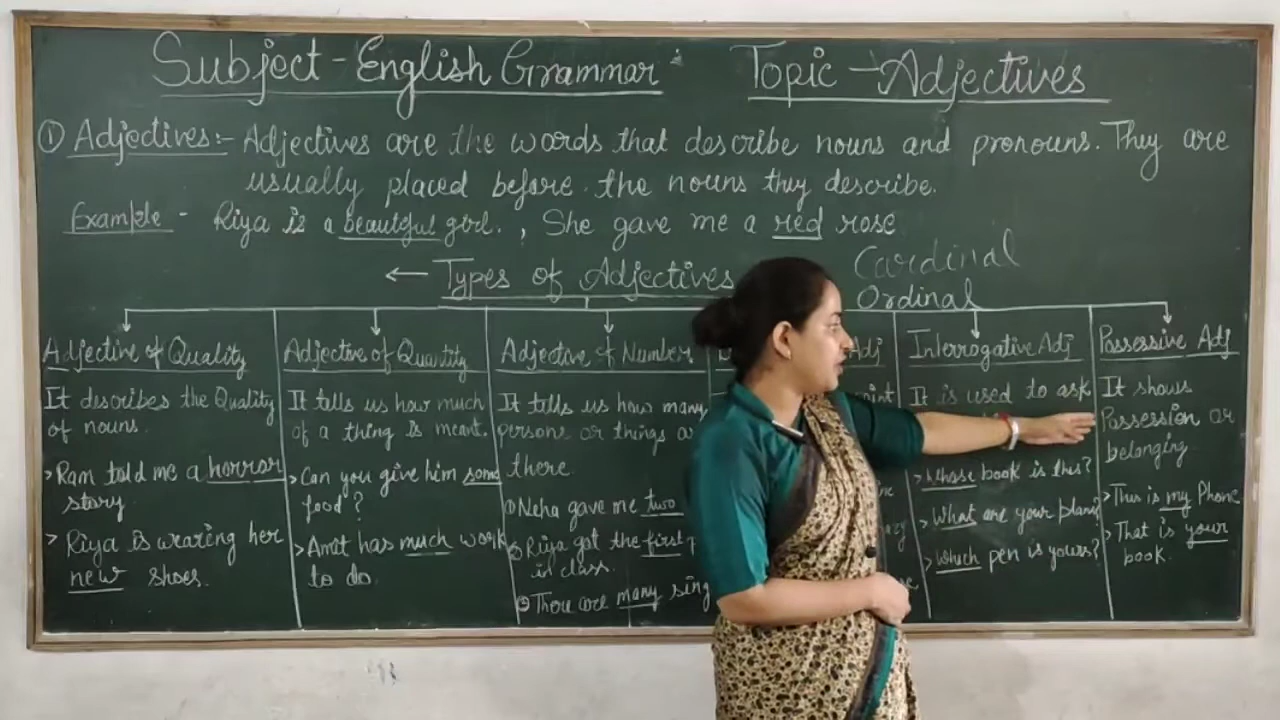 Subject - English Grammar Topic - Adjectives
① Adjectives:- Adjectives are the words that describe nouns and pronouns. They are
usually placed before the nouns they describe.
Example - Riya is a beautiful girl. , She gave me a red rose
← Types of Adjectives
Cardinal
Ordinal
Adjective of Quality
It describes the Quality
of nouns.
> Ram told me a horror
story
> Riya is wearing her
new shoes.
Adjective of Quantity
It tells us how much
of a thing is meant.
> Can you give him some
food?
> Amit has much work
to do
Adjective of Number
It tells us how many
persons or things
there
① Neha gave me two
② Riya got the first
in class.
③ There are many
Adj
Interrogative Adj
It is used to ask
> Whose book is this?
> What are your plans?
> Which pen is yours?
Possessive Adj
It shows
Possession or
belonging
> This is my Phone
> That is your
book.